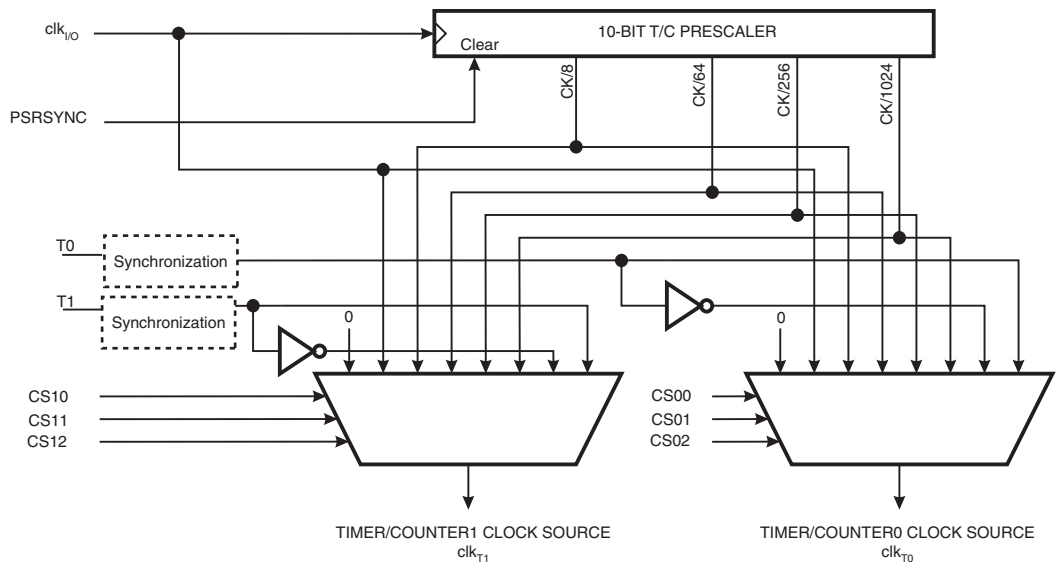 clkI/O
10-BIT T/C PRESCALER
Clear
CK/8
CK/64
CK/256
CK/1024
PSRSYNC
T0
Synchronization
T1
Synchronization
0
0
CS10
CS11
CS12
CS00
CS01
CS02
TIMER/COUNTER1 CLOCK SOURCE
clkT1
TIMER/COUNTER0 CLOCK SOURCE
clkT0